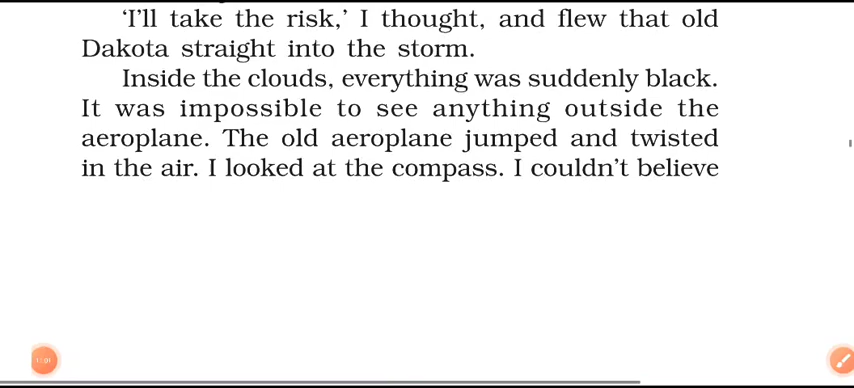 ‘I’ll take the risk,’ I thought, and flew that old
Dakota straight into the storm.
Inside the clouds, everything was suddenly black.
It was impossible to see anything outside the
aeroplane. The old aeroplane jumped and twisted
in the air. I looked at the compass. I couldn’t believe